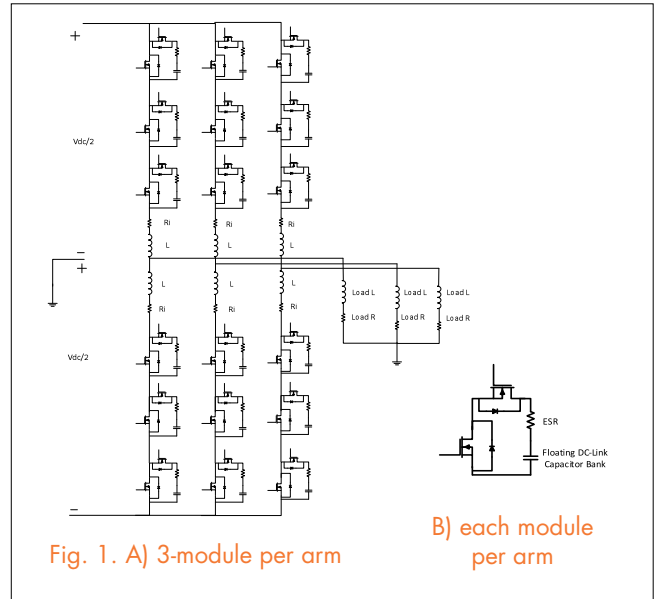 +
Vdc/2
Ri Ri Ri
L L L
−
+
L L L
Ri Ri Ri
Load L Load L Load L
Load R Load R Load R
Vdc/2
−
ESR
Floating DC-Link
Capacitor Bank
Fig. 1. A) 3-module per arm
B) each module
per arm